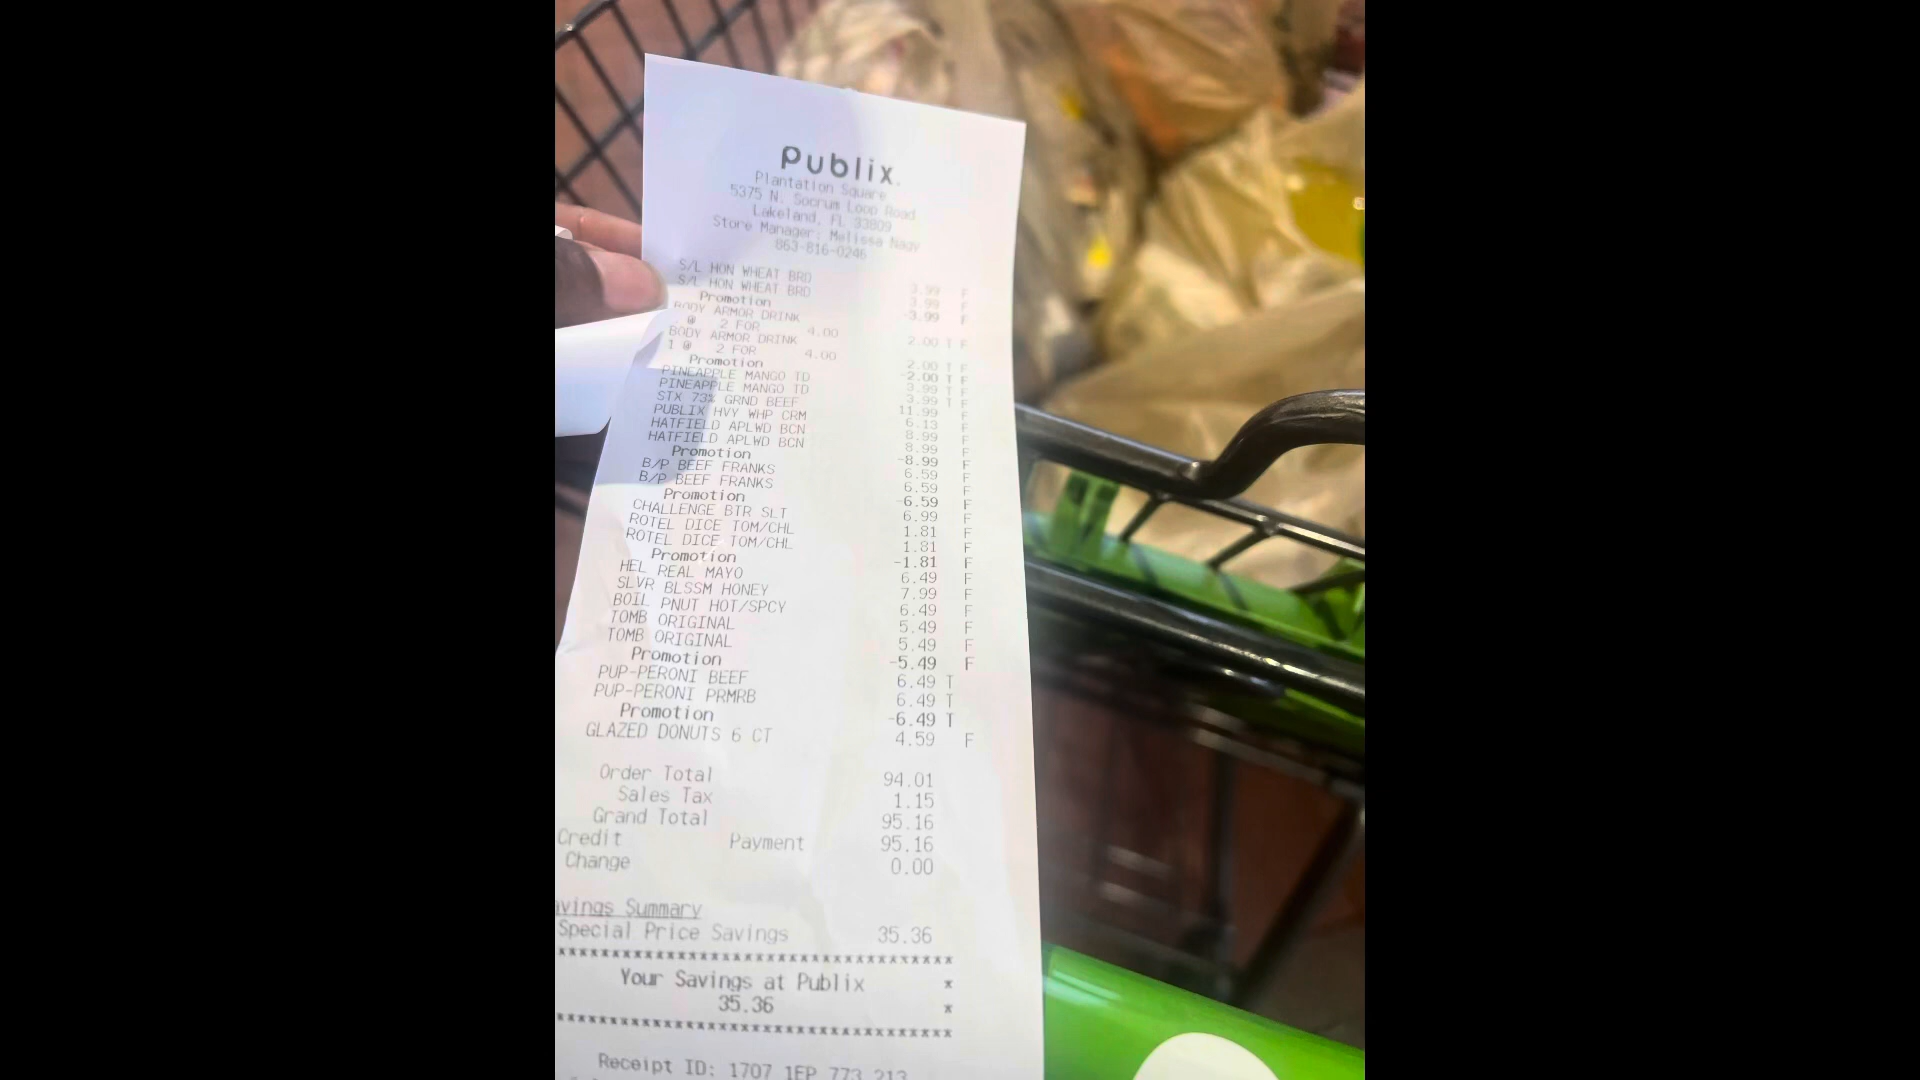 Publix.
Plantation Square
5375 N. Socrum Loop Road
Lakeland, FL 33809
Store Manager: Melissa Nagy
863-816-0246
S/L HON WHEAT BRD 3.99 F
S/L HON WHEAT BRD 3.99 F
Promotion -3.99 F
BODY ARMOR DRINK
@ 2 FOR 4.00 2.00 T F
BODY ARMOR DRINK
1 @ 2 FOR 4.00 2.00 T F
Promotion -2.00 T F
PINEAPPLE MANGO TD 3.99 T F
PINEAPPLE MANGO TD 3.99 T F
STX 73% GRND BEEF 11.99 F
PUBLIX HVY WHP CRM 6.13 F
HATFIELD APLWD BCN 8.99 F
HATFIELD APLWD BCN 8.99 F
Promotion -8.99 F
B/P BEEF FRANKS 6.59 F
B/P BEEF FRANKS 6.59 F
Promotion -6.59 F
CHALLENGE BTR SLT 6.99 F
ROTEL DICE TOM/CHL 1.81 F
ROTEL DICE TOM/CHL 1.81 F
Promotion -1.81 F
HEL REAL MAYO 6.49 F
SLVR BLSSM HONEY 7.99 F
BOIL PNUT HOT/SPCY 6.49 F
TOMB ORIGINAL 5.49 F
TOMB ORIGINAL 5.49 F
Promotion -5.49 F
PUP-PERONI BEEF 6.49 T
PUP-PERONI PRMRB 6.49 T
Promotion -6.49 T
GLAZED DONUTS 6 CT 4.59 F
Order Total 94.01
Sales Tax 1.15
Grand Total 95.16
Credit Payment 95.16
Change 0.00
vings Summary
Special Price Savings 35.36
****************************************
Your Savings at Publix *
35.36 *
****************************************
Receipt ID: 1707 1EP 773 213